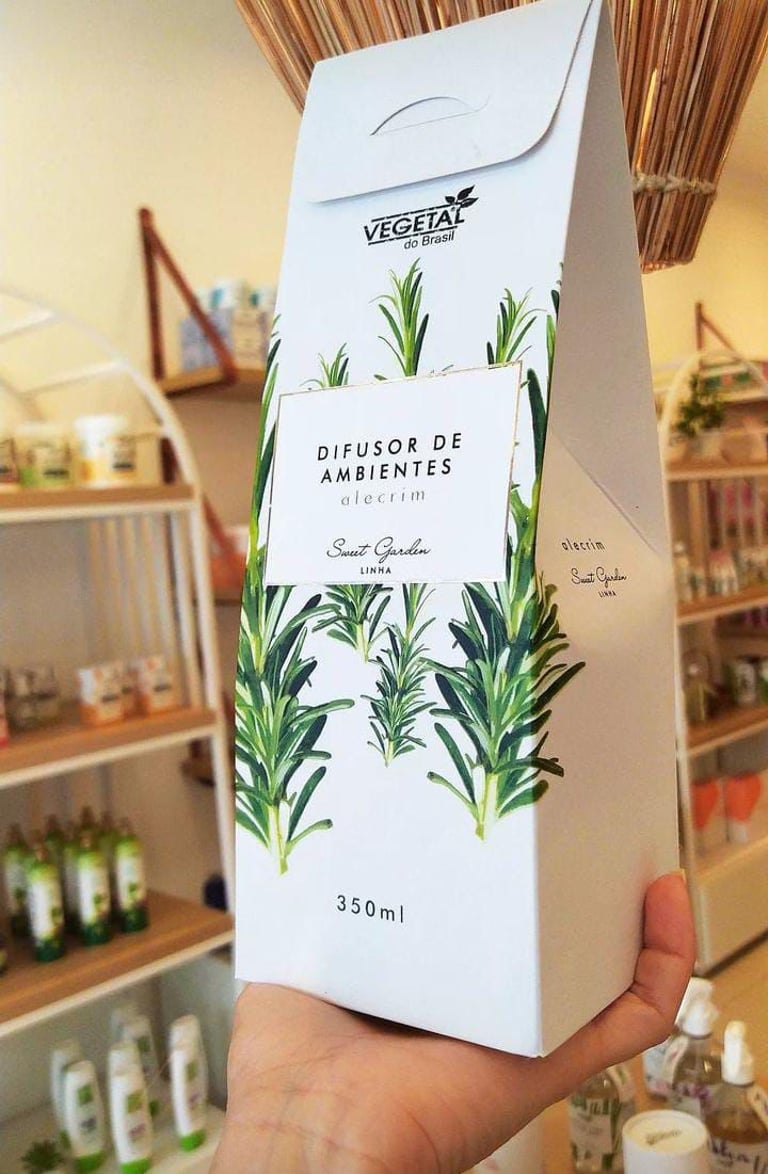 VEGETAL
do Brasil
DIFUSOR DE
AMBIENTES
alecrim
Sweet Garden
LINHA
350ml
alecrim
Sweet Garden
LINHA